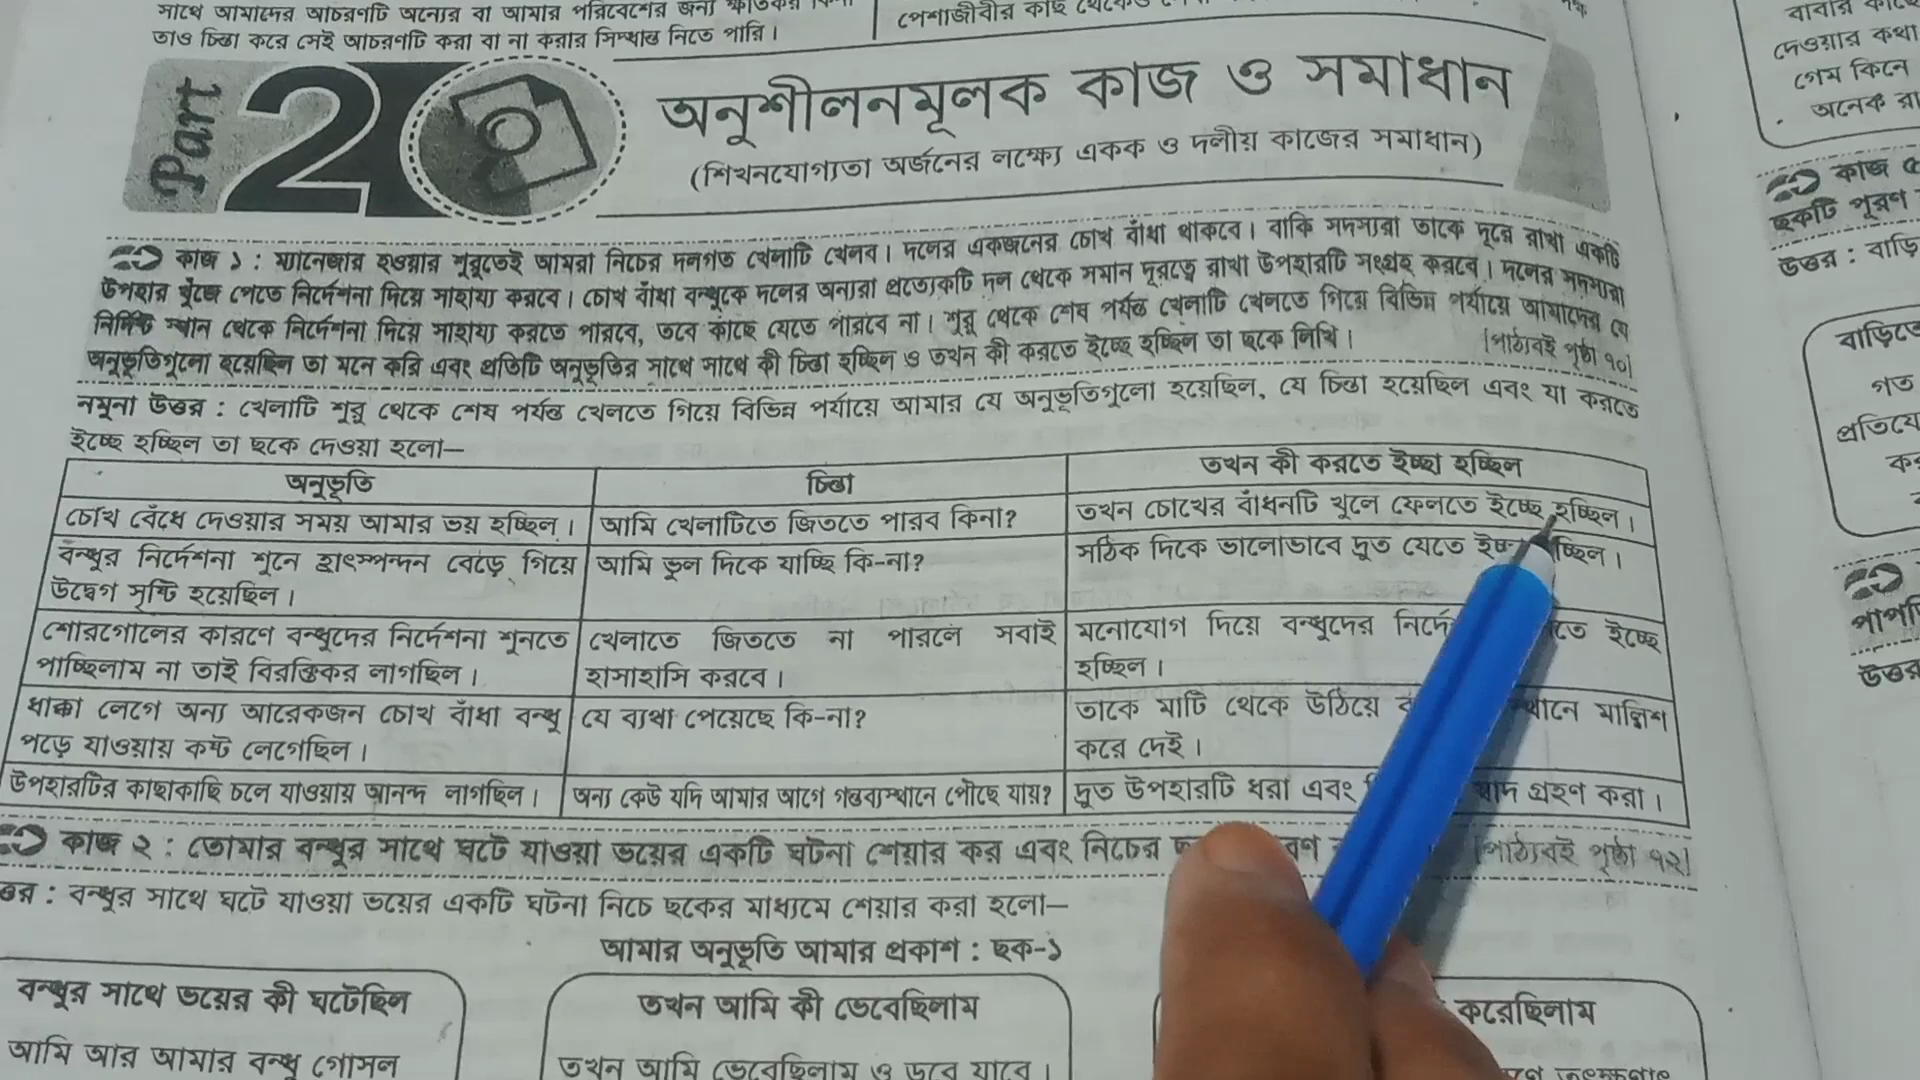 সাথে আমাদের আচরণটি অন্যের বা আমার পরিবেশের জন্য ক্ষতিকর
তাও চিন্তা করে সেই আচরণটি করা বা না করার সিদ্ধান্ত নিতে পারি।
পেশাজীবীর কাছ থেকেও
Part 2
অনুশীলনমূলক কাজ ও সমাধান
(শিখনযোগ্যতা অর্জনের লক্ষ্যে একক ও দলীয় কাজের সমাধান)
কাজ ১ : ম্যানেজার হওয়ার শুরুতেই আমরা নিচের দলগত খেলাটি খেলব। দলের একজনের চোখ বাঁধা থাকবে। বাকি সদস্যরা তাকে দূরে রাখা একটি
উপহার খুঁজে পেতে নির্দেশনা দিয়ে সাহায্য করবে। চোখ বাঁধা বন্ধুকে দলের অন্যরা প্রত্যেকটি দল থেকে সমান দূরত্বে রাখা উপহারটি সংগ্রহ করবে। দলের সদস্যরা
নির্দিষ্ট স্থান থেকে নির্দেশনা দিয়ে সাহায্য করতে পারবে, তবে কাছে যেতে পারবে না। শুরু থেকে শেষ পর্যন্ত খেলাটি খেলতে গিয়ে বিভিন্ন পর্যায়ে আমাদের যে
অনুভূতিগুলো হয়েছিল তা মনে করি এবং প্রতিটি অনুভূতির সাথে সাথে কী চিন্তা হচ্ছিল ও তখন কী করতে ইচ্ছে হচ্ছিল তা ছকে লিখি। [পাঠ্যবই পৃষ্ঠা ৭০]
নমুনা উত্তর : খেলাটি শুরু থেকে শেষ পর্যন্ত খেলতে গিয়ে বিভিন্ন পর্যায়ে আমার যে অনুভূতিগুলো হয়েছিল, যে চিন্তা হয়েছিল এবং যা করতে
ইচ্ছে হচ্ছিল তা ছকে দেওয়া হলো—
অনুভূতি চিন্তা তখন কী করতে ইচ্ছা হচ্ছিল
চোখ বেঁধে দেওয়ার সময় আমার ভয় হচ্ছিল। আমি খেলাটিতে জিততে পারব কিনা? তখন চোখের বাঁধনটি খুলে ফেলতে ইচ্ছে হচ্ছিল।
বন্ধুর নির্দেশনা শুনে হৃৎস্পন্দন বেড়ে গিয়ে আমি ভুল দিকে যাচ্ছি কি-না? সঠিক দিকে ভালোভাবে দ্রুত যেতে
উদ্বেগ সৃষ্টি হয়েছিল।
শোরগোলের কারণে বন্ধুদের নির্দেশনা শুনতে খেলাতে জিততে না পারলে সবাই মনোযোগ দিয়ে বন্ধুদের ইচ্ছে
পাচ্ছিলাম না তাই বিরক্তিকর লাগছিল। হাসাহাসি করবে। হচ্ছিল।
ধাক্কা লেগে অন্য আরেকজন চোখ বাঁধা বন্ধু যে ব্যথা পেয়েছে কি-না? তাকে মাটি থেকে উঠিয়ে মালিশ
পড়ে যাওয়ায় কষ্ট লেগেছিল। করে দেই।
উপহারটির কাছাকাছি চলে যাওয়ায় আনন্দ লাগছিল। অন্য কেউ যদি আমার আগে গন্তব্যস্থানে পৌঁছে যায়? দ্রুত উপহারটি ধরা এবং গ্রহণ করা।
কাজ ২ : তোমার বন্ধুর সাথে ঘটে যাওয়া ভয়ের একটি ঘটনা শেয়ার কর এবং নিচের [পাঠ্যবই পৃষ্ঠা ৭২]
বন্ধুর সাথে ঘটে যাওয়া ভয়ের একটি ঘটনা নিচে ছকের মাধ্যমে শেয়ার করা হলো—
আমার অনুভূতি আমার প্রকাশ : ছক-১
বন্ধুর সাথে ভয়ের কী ঘটেছিল
আমি আর আমার বন্ধু গোসল
তখন আমি কী ভেবেছিলাম
তখন আমি ভেবেছিলাম ও ডুবে যাবে।
করেছিলাম
দেওয়ার কথা
গেম কিনে
অনেক
কাজ
ছকটি পূরণ
উত্তর : বাড়ি
বাড়িতে
গত